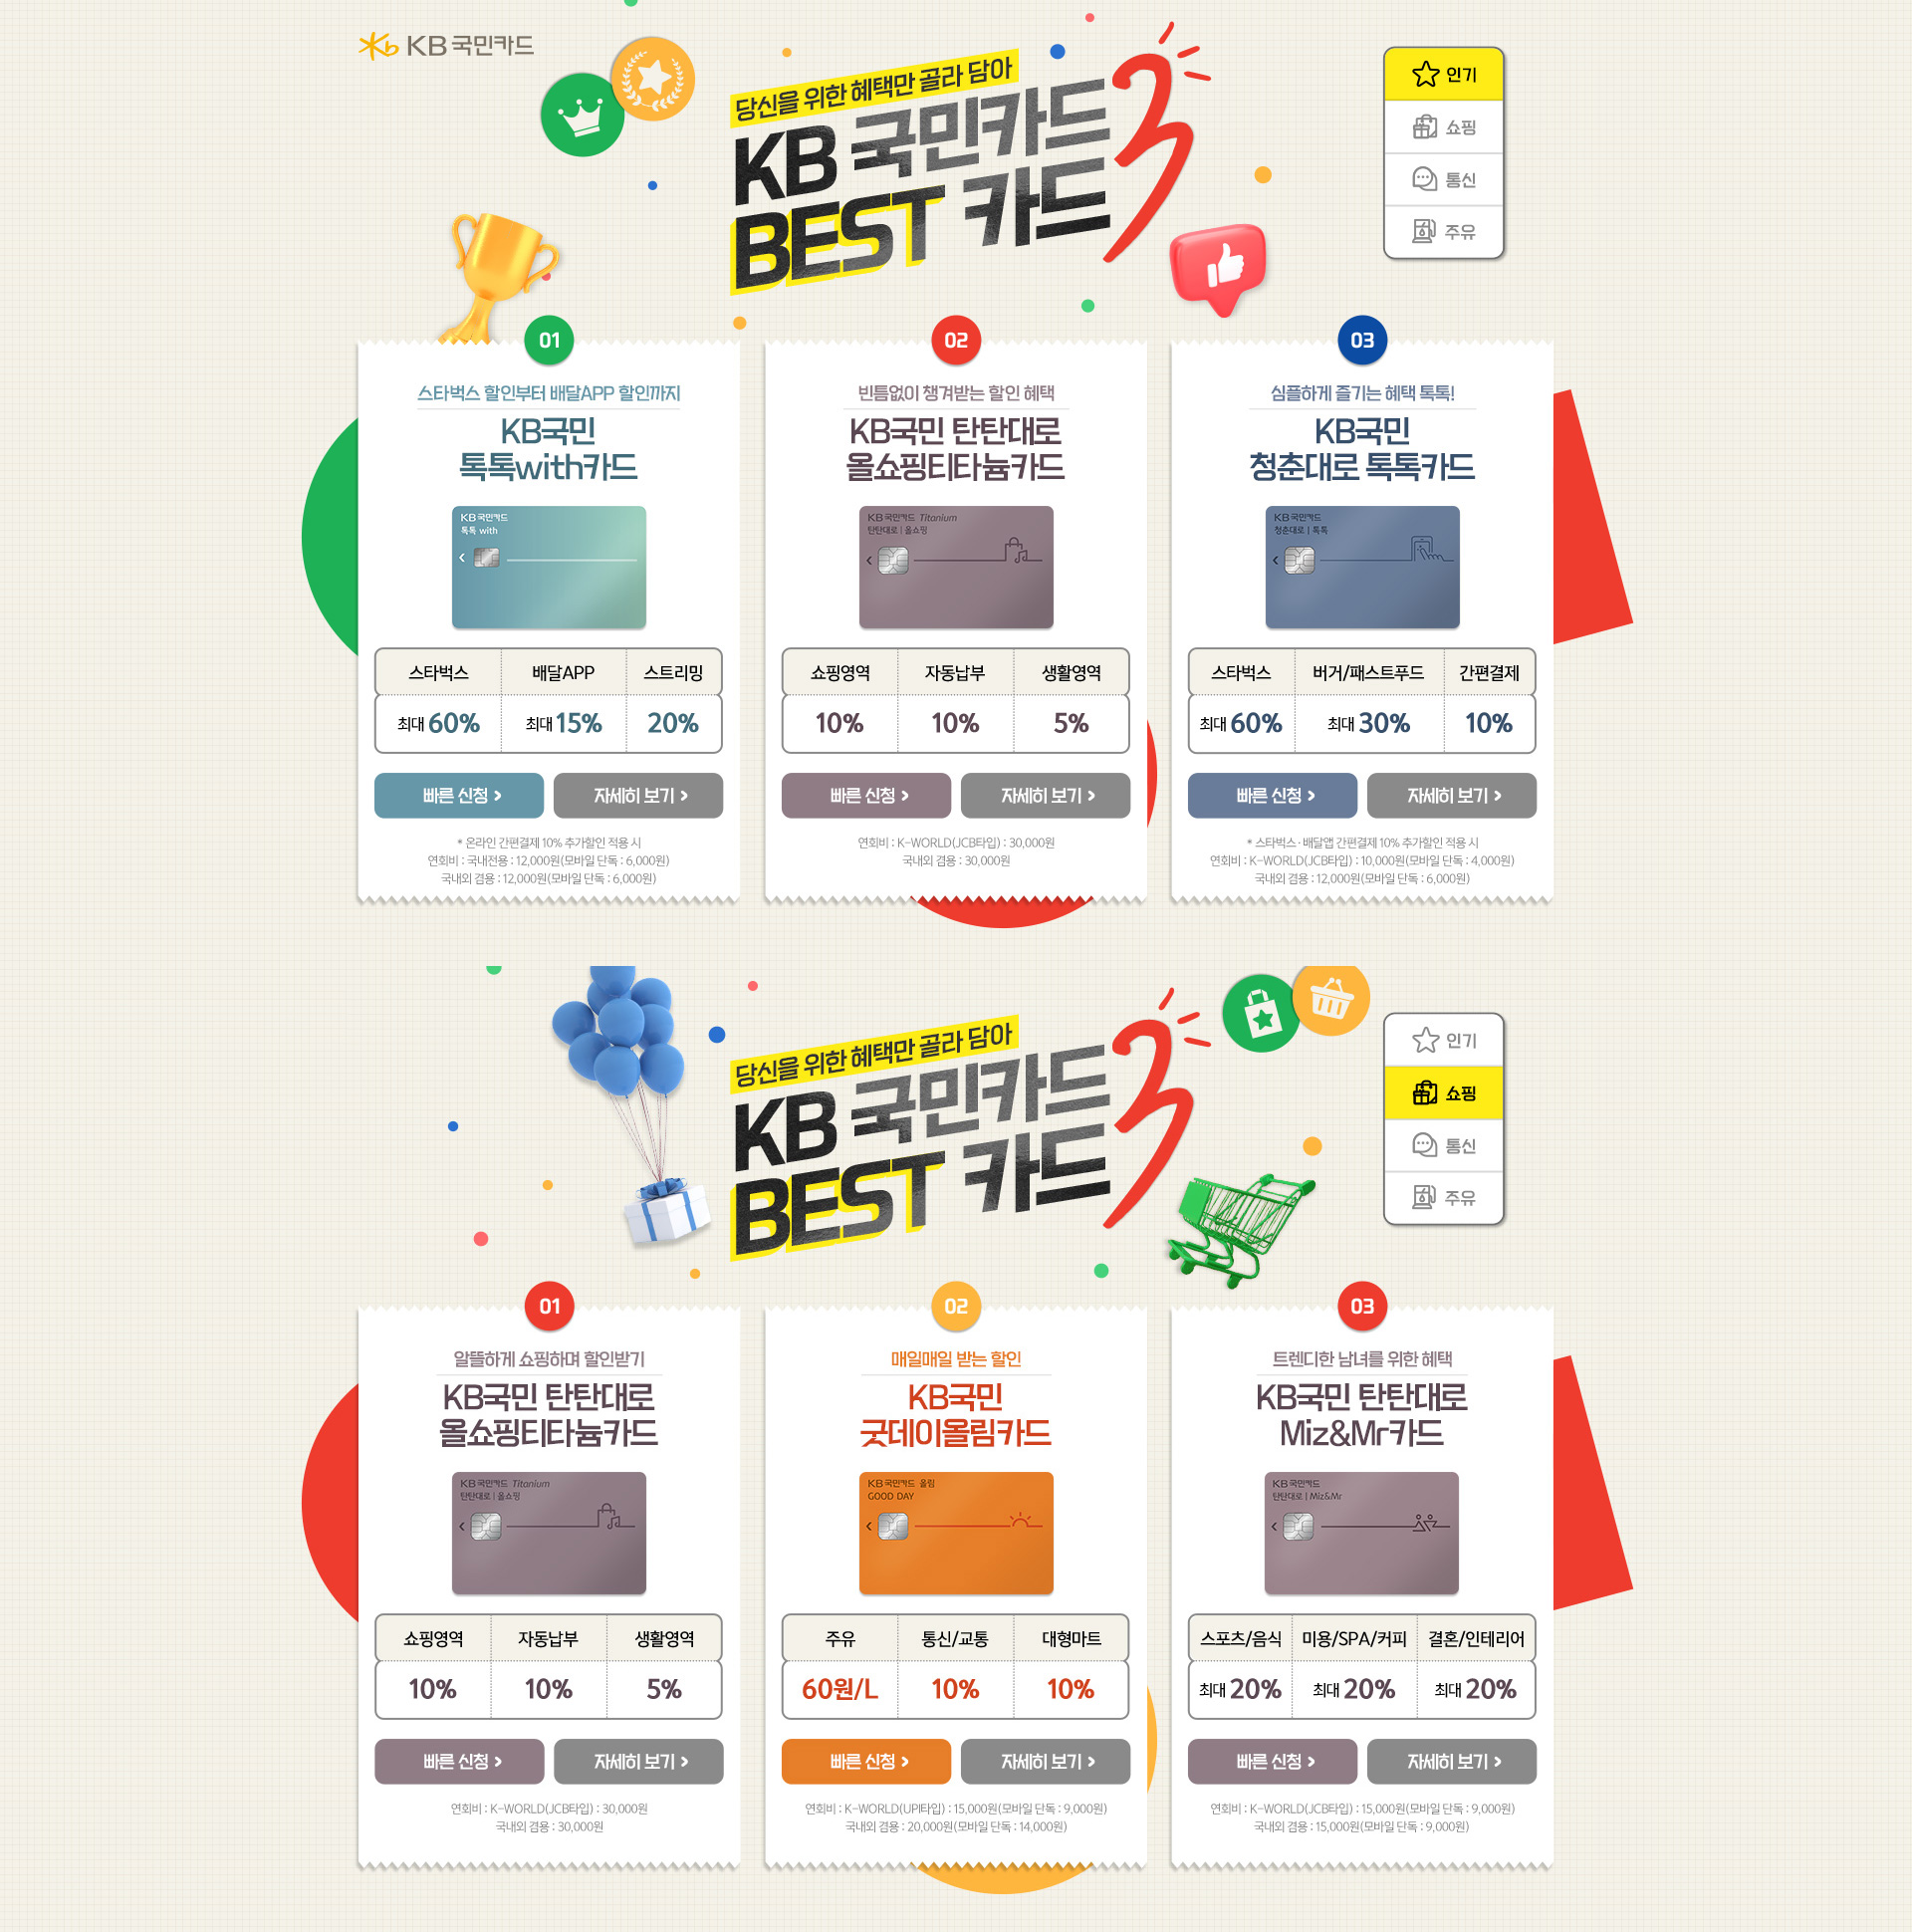 KB국민카드
당신을 위한 혜택만 골라 담아
KB 국민카드
BEST 카드 3
인기
쇼핑
통신
주유
01
스타벅스 할인부터 배달APP 할인까지
KB국민
톡톡with카드
KB국민카드
톡톡 with
스타벅스 배달APP 스트리밍
최대 60% 최대 15% 20%
빠른 신청 > 자세히 보기 >
* 온라인 간편결제 10% 추가할인 적용 시
연회비 : 국내전용 : 12,000원(모바일 단독 : 6,000원)
국내외 겸용 : 12,000원(모바일 단독 : 6,000원)
02
빈틈없이 챙겨받는 할인 혜택
KB국민 탄탄대로
올쇼핑티타늄카드
KB국민카드 Titanium
탄탄대로 | 올쇼핑
쇼핑영역 자동납부 생활영역
10% 10% 5%
빠른 신청 > 자세히 보기 >
연회비 : K-WORLD(JCB타입) : 30,000원
국내외 겸용 : 30,000원
03
심플하게 즐기는 혜택 톡톡!
KB국민
청춘대로 톡톡카드
KB국민카드
청춘대로 | 톡톡
스타벅스 버거/패스트푸드 간편결제
최대 60% 최대 30% 10%
빠른 신청 > 자세히 보기 >
* 스타벅스 · 배달앱 간편결제 10% 추가할인 적용 시
연회비 : K-WORLD(JCB타입) : 10,000원(모바일 단독 : 4,000원)
국내외 겸용 : 12,000원(모바일 단독 : 6,000원)
당신을 위한 혜택만 골라 담아
KB 국민카드
BEST 카드 3
인기
쇼핑
통신
주유
01
알뜰하게 쇼핑하며 할인받기
KB국민 탄탄대로
올쇼핑티타늄카드
KB국민카드 Titanium
탄탄대로 | 올쇼핑
쇼핑영역 자동납부 생활영역
10% 10% 5%
빠른 신청 > 자세히 보기 >
연회비 : K-WORLD(JCB타입) : 30,000원
국내외 겸용 : 30,000원
02
매일매일 받는 할인
KB국민
굿데이올림카드
KB국민카드 올림
GOOD DAY
주유 통신/교통 대형마트
60원/L 10% 10%
빠른 신청 > 자세히 보기 >
연회비 : K-WORLD(UPI타입) : 15,000원(모바일 단독 : 9,000원)
국내외 겸용 : 20,000원(모바일 단독 : 14,000원)
03
트렌디한 남녀를 위한 혜택
KB국민 탄탄대로
Miz&Mr카드
KB국민카드
탄탄대로 | Miz&Mr
스포츠/음식 미용/SPA/커피 결혼/인테리어
최대 20% 최대 20% 최대 20%
빠른 신청 > 자세히 보기 >
연회비 : K-WORLD(JCB타입) : 15,000원(모바일 단독 : 9,000원)
국내외 겸용 : 15,000원(모바일 단독 : 9,000원)